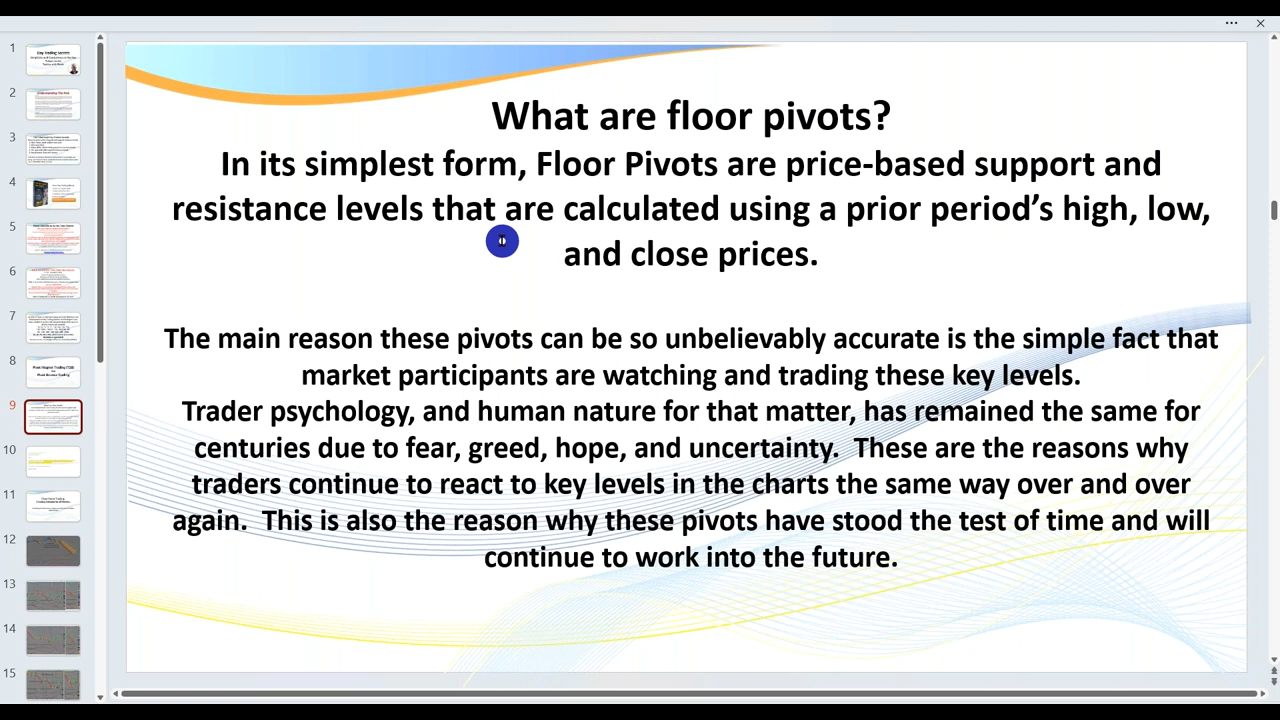 What are floor pivots?
In its simplest form, Floor Pivots are price-based support and
resistance levels that are calculated using a prior period's high, low,
and close prices.
The main reason these pivots can be so unbelievably accurate is the simple fact that
market participants are watching and trading these key levels.
Trader psychology, and human nature for that matter, has remained the same for
centuries due to fear, greed, hope, and uncertainty.  These are the reasons why
traders continue to react to key levels in the charts the same way over and over
again.  This is also the reason why these pivots have stood the test of time and will
continue to work into the future.
1
2
3
4
5
6
7
8
9
10
11
12
13
14
15